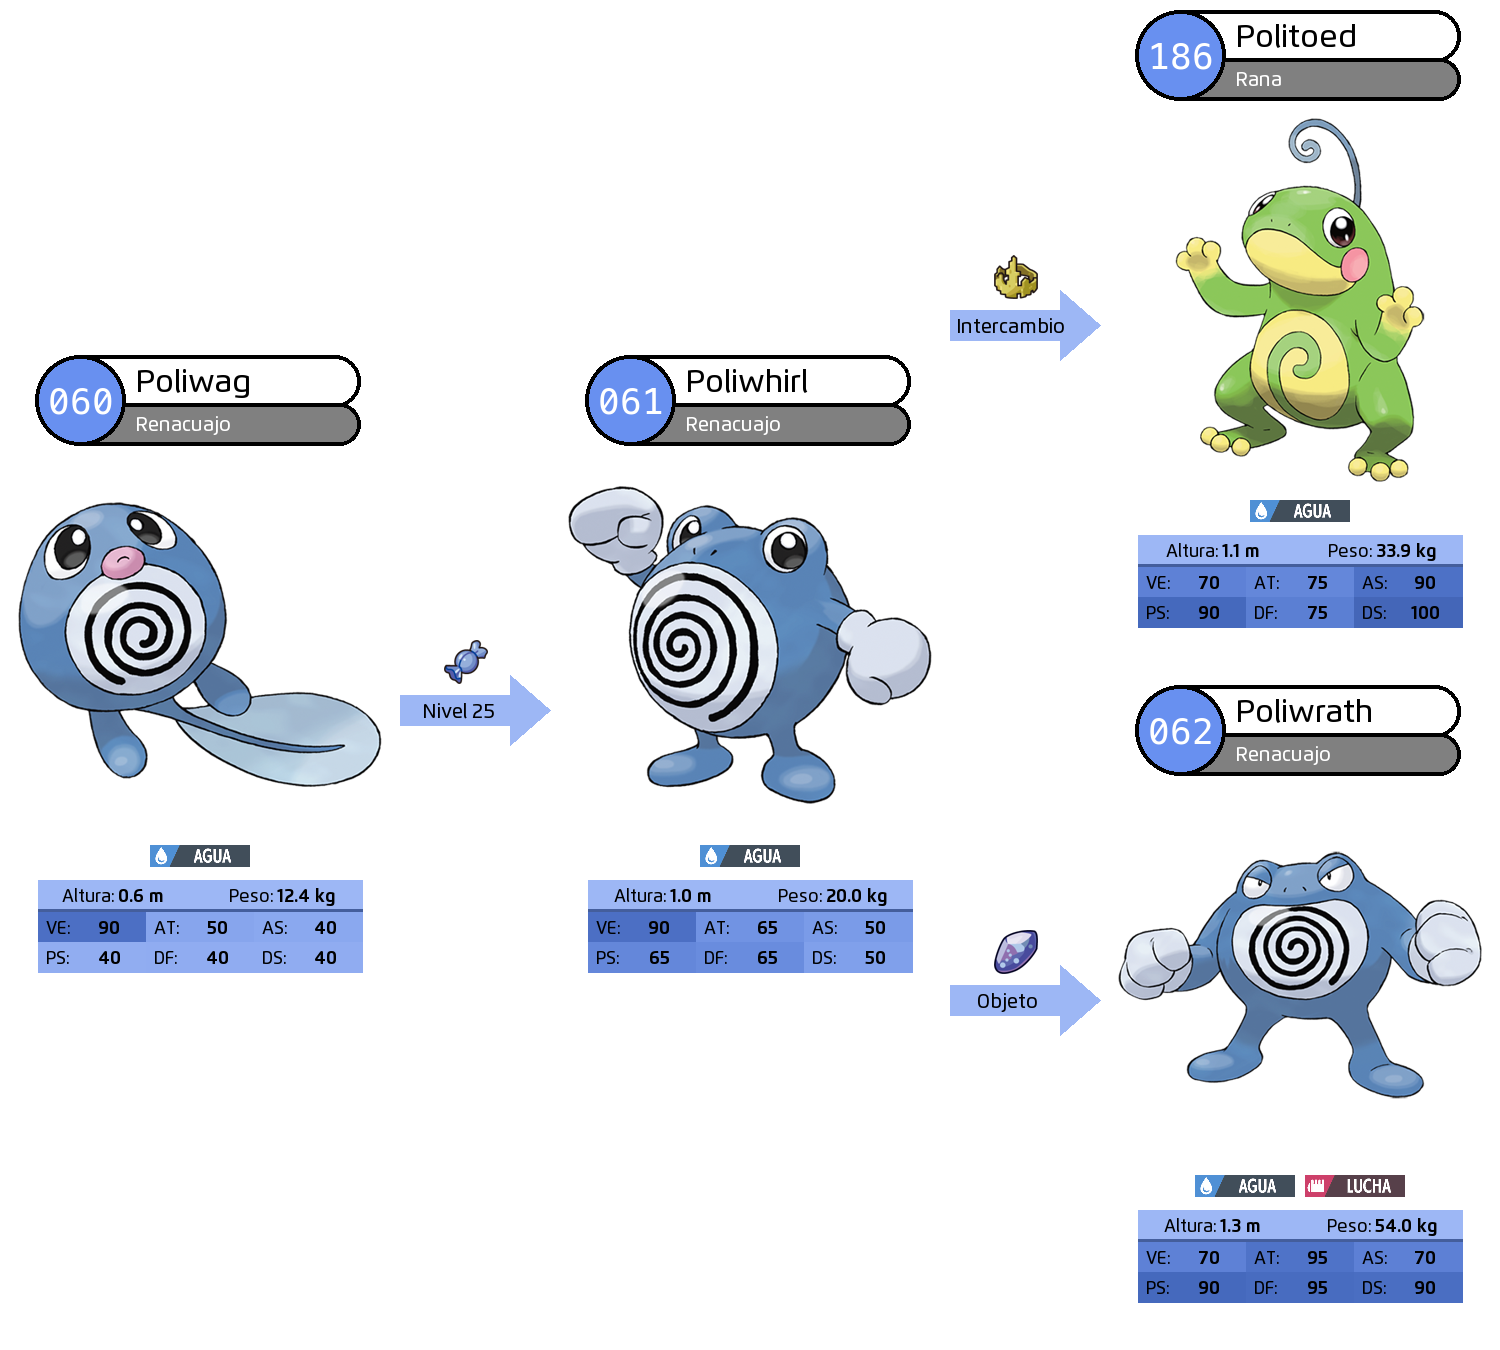 186
Politoed
Rana
Intercambio
AGUA
Altura: 1.1 m Peso: 33.9 kg
VE: 70 AT: 75 AS: 90
PS: 90 DF: 75 DS: 100
060
Poliwag
Renacuajo
AGUA
Altura: 0.6 m Peso: 12.4 kg
VE: 90 AT: 50 AS: 40
PS: 40 DF: 40 DS: 40
Nivel 25
061
Poliwhirl
Renacuajo
AGUA
Altura: 1.0 m Peso: 20.0 kg
VE: 90 AT: 65 AS: 50
PS: 65 DF: 65 DS: 50
Objeto
062
Poliwrath
Renacuajo
AGUA LUCHA
Altura: 1.3 m Peso: 54.0 kg
VE: 70 AT: 95 AS: 70
PS: 90 DF: 95 DS: 90